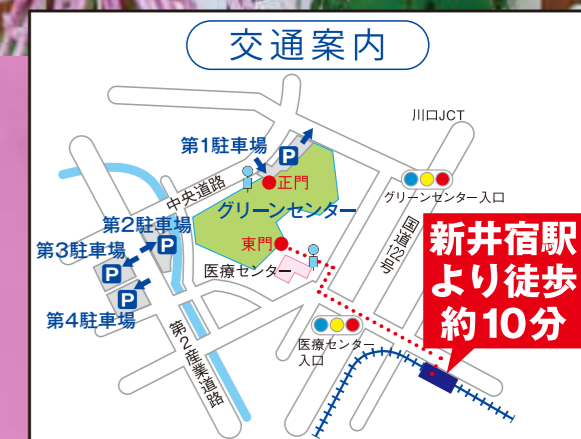 交通案内
川口JCT
第1駐車場
P
正門
中央道路
グリーンセンター
グリーンセンター入口
第2駐車場
P
第3駐車場
P
東門
医療センター
国道122号
P
第4駐車場
新井宿駅
より徒歩
約10分
医療センター
入口
第2産業道路